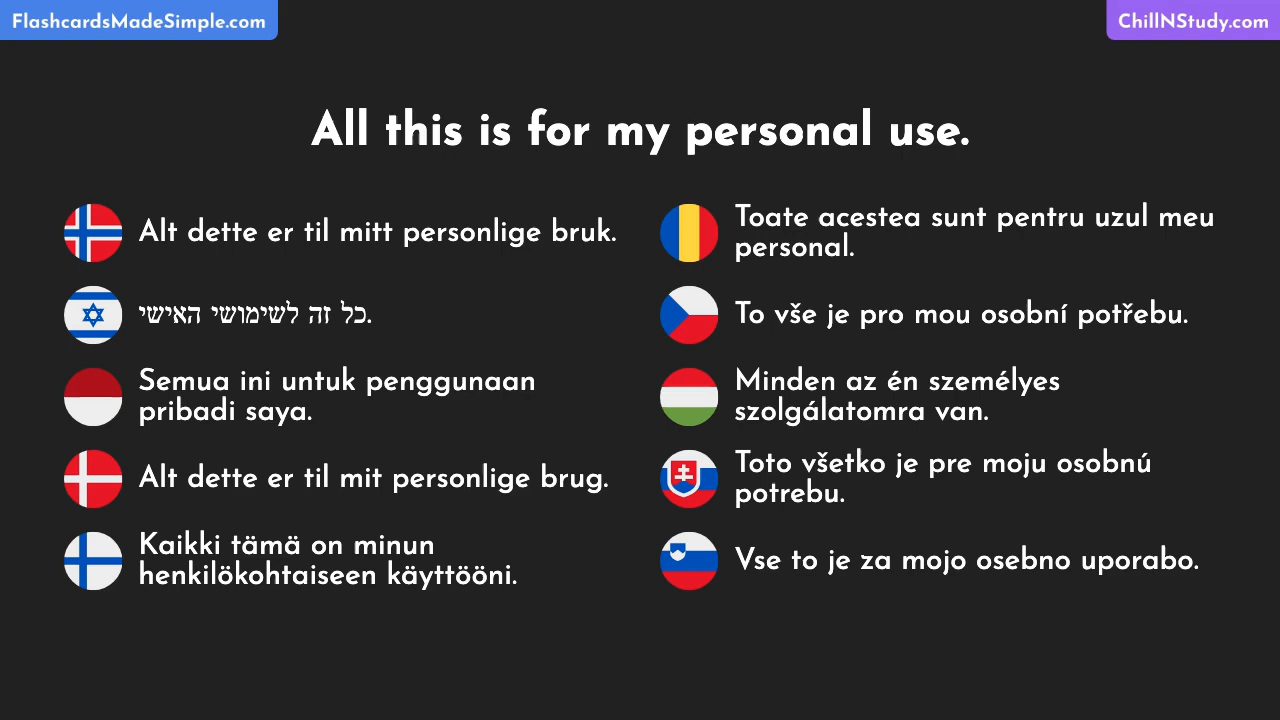 FlashcardsMadeSimple.com
ChillNStudy.com
All this is for my personal use.
Alt dette er til mitt personlige bruk.
כל זה לשימושי האישי.
Semua ini untuk penggunaan
pribadi saya.
Alt dette er til mit personlige brug.
Kaikki tämä on minun
henkilökohtaiseen käyttööni.
Toate acestea sunt pentru uzul meu
personal.
To vše je pro mou osobní potřebu.
Minden az én személyes
szolgálatomra van.
Toto všetko je pre moju osobnú
potrebu.
Vse to je za mojo osebno uporabo.